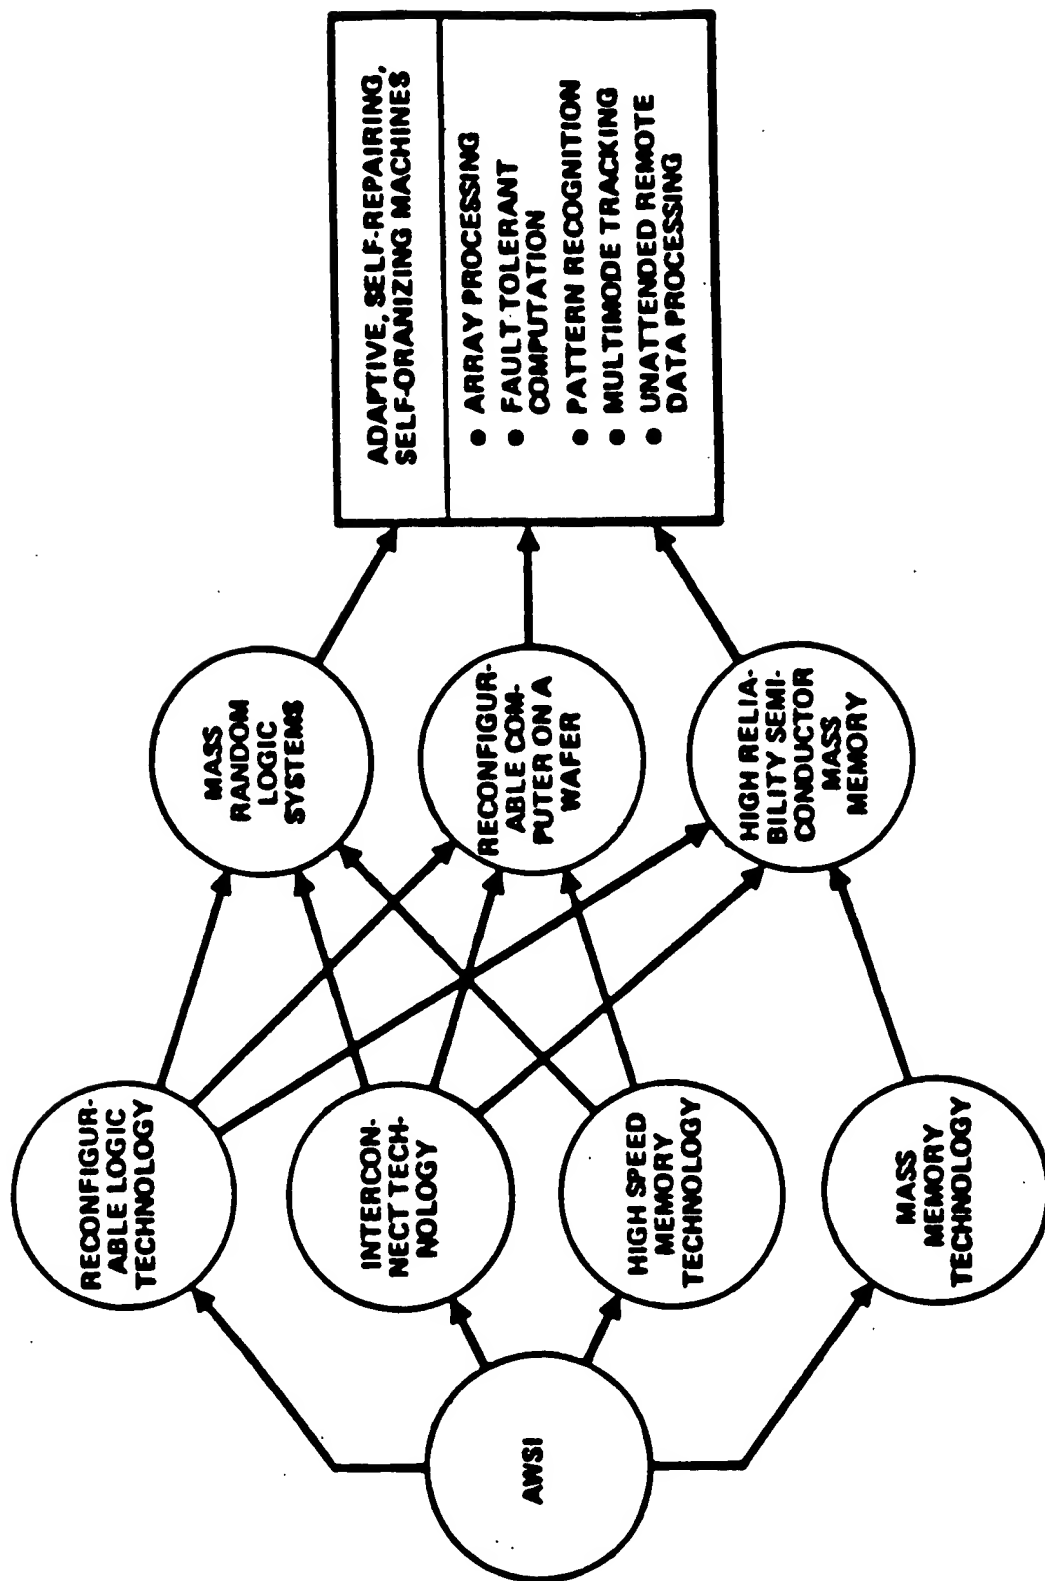 AWSI
RECONFIGUR-
ABLE LOGIC
TECHNOLOGY
INTERCON-
NECT TECH-
NOLOGY
HIGH SPEED
MEMORY
TECHNOLOGY
MASS
MEMORY
TECHNOLOGY
MASS
RANDOM
LOGIC
SYSTEMS
RECONFIGUR-
ABLE COM-
PUTER ON A
WAFER
HIGH RELIA-
BILITY SEMI-
CONDUCTOR
MASS
MEMORY
ADAPTIVE, SELF-REPAIRING,
SELF-ORANIZING MACHINES
● ARRAY PROCESSING
● FAULT TOLERANT
COMPUTATION
● PATTERN RECOGNITION
● MULTIMODE TRACKING
● UNATTENDED REMOTE
DATA PROCESSING